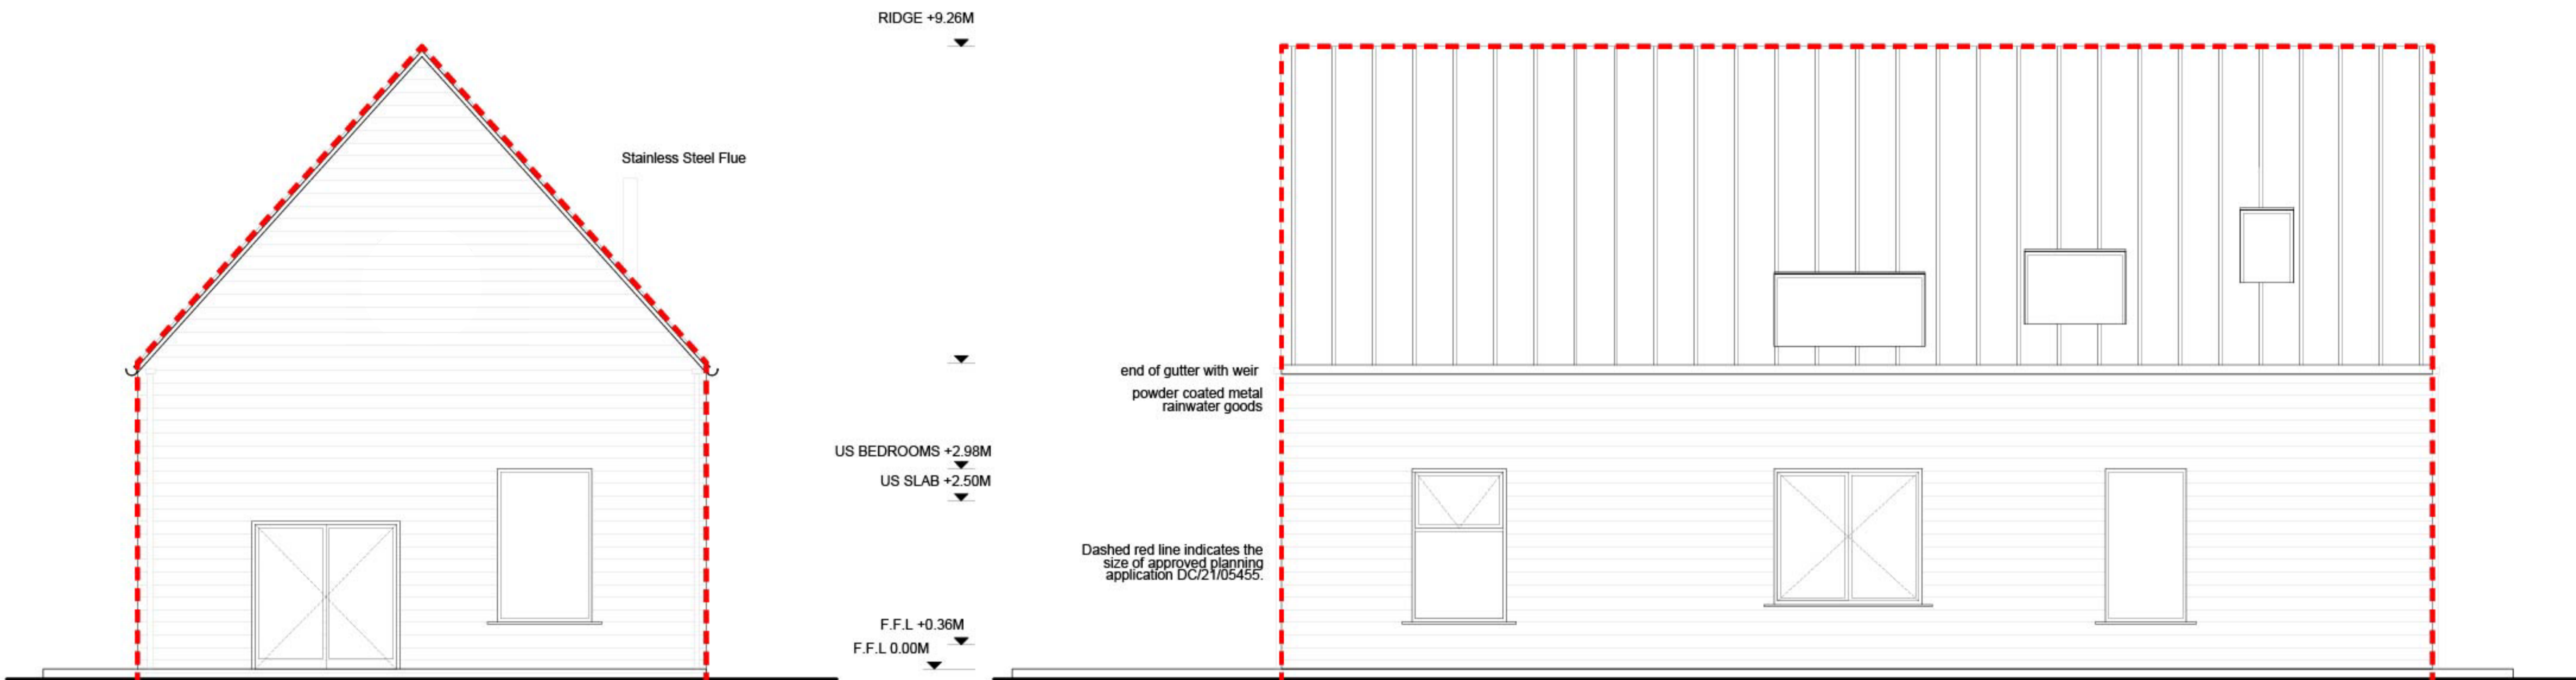 RIDGE +9.26M
Stainless Steel Flue
end of gutter with weir
powder coated metal
rainwater goods
US BEDROOMS +2.98M
US SLAB +2.50M
Dashed red line indicates the
size of approved planning
application DC/21/05455.
F.F.L +0.36M
F.F.L 0.00M